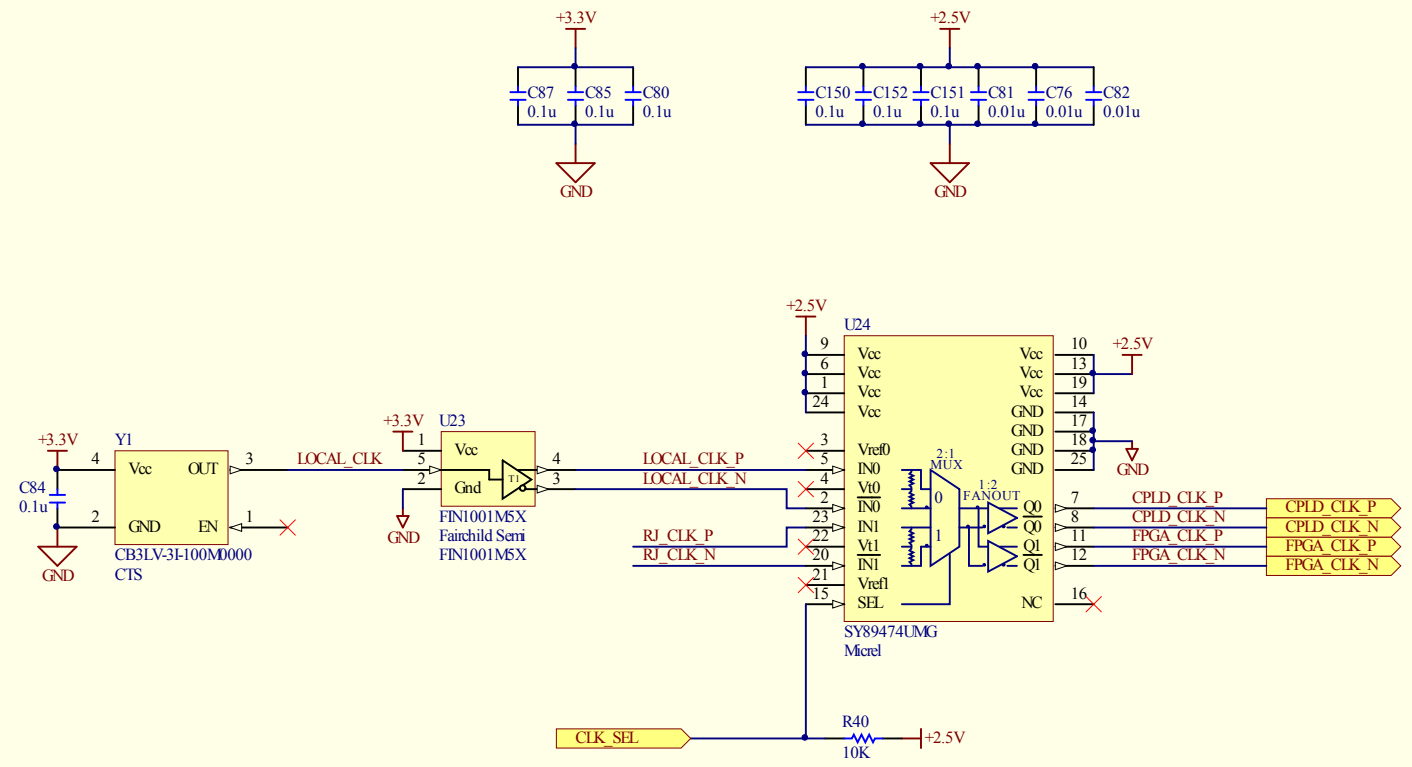 +3.3V
C87 C85 C80
0.1u 0.1u 0.1u
GND
+2.5V
C150 C152 C151 C81 C76 C82
0.1u 0.1u 0.1u 0.01u 0.01u 0.01u
GND
+3.3V
C84
0.1u
GND
Y1
4 Vcc OUT 3
2 GND EN 1
CB3LV-3I-100M0000
CTS
LOCAL_CLK
+3.3V
U23
1 Vcc
5 4
T1
2 Gnd 3
GND
FIN1001M5X
Fairchild Semi
FIN1001M5X
LOCAL_CLK_P
LOCAL_CLK_N
RJ_CLK_P
RJ_CLK_N
+2.5V
U24
9 Vcc Vcc 10
6 Vcc Vcc 13
1 Vcc Vcc 19
24 Vcc GND 14
GND 17
3 Vref0 GND 18
5 IN0 GND 25
4 Vt0
2 IN0 Q0 7
23 IN1 Q0 8
22 Vt1 Q1 11
20 IN1 Q1 12
21 Vref1
15 SEL NC 16
2:1
MUX
0
1
1:2
FANOUT
SY89474UMG
Micrel
+2.5V
GND
CPLD_CLK_P CPLD_CLK_P
CPLD_CLK_N CPLD_CLK_N
FPGA_CLK_P FPGA_CLK_P
FPGA_CLK_N FPGA_CLK_N
CLK_SEL
R40
10K
+2.5V